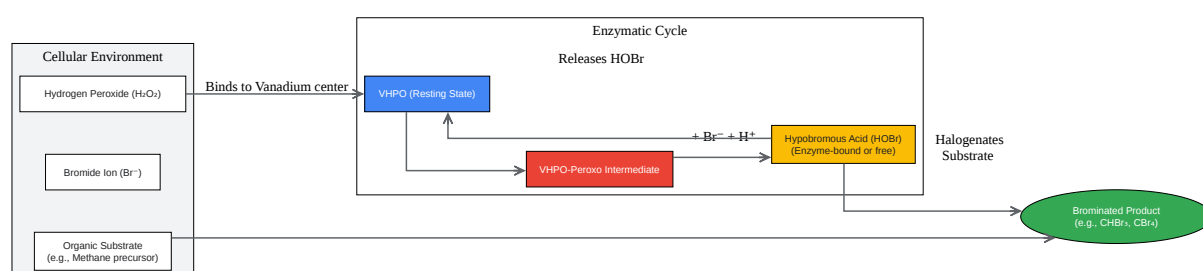 Cellular Environment
Hydrogen Peroxide (H₂O₂)
Bromide Ion (Br⁻)
Organic Substrate
(e.g., Methane precursor)
Binds to Vanadium center
Enzymatic Cycle
Releases HOBr
VHPO (Resting State)
+ Br⁻ + H⁺
VHPO-Peroxo Intermediate
Hypobromous Acid (HOBr)
(Enzyme-bound or free)
Halogenates
Substrate
Brominated Product
(e.g., CHBr₃, CBr₄)